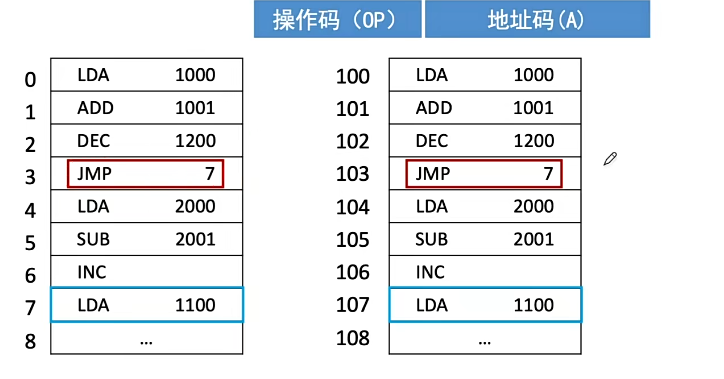 操作码（OP） 地址码(A)
0 LDA 1000 100 LDA 1000
1 ADD 1001 101 ADD 1001
2 DEC 1200 102 DEC 1200
3 JMP 7 103 JMP 7
4 LDA 2000 104 LDA 2000
5 SUB 2001 105 SUB 2001
6 INC 106 INC
7 LDA 1100 107 LDA 1100
8 ... 108 ...